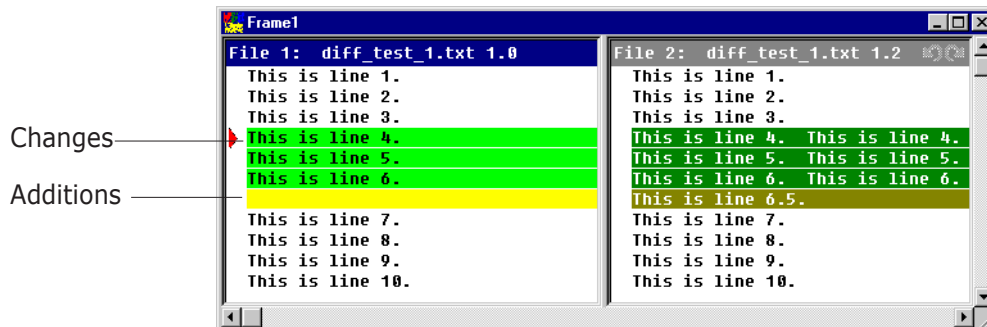 Frame1
File 1:  diff_test_1.txt 1.0
This is line 1.
This is line 2.
This is line 3.
This is line 4.
This is line 5.
This is line 6.
This is line 7.
This is line 8.
This is line 9.
This is line 10.
File 2:  diff_test_1.txt 1.2
This is line 1.
This is line 2.
This is line 3.
This is line 4.  This is line 4.
This is line 5.  This is line 5.
This is line 6.  This is line 6.
This is line 6.5.
This is line 7.
This is line 8.
This is line 9.
This is line 10.
Changes
Additions